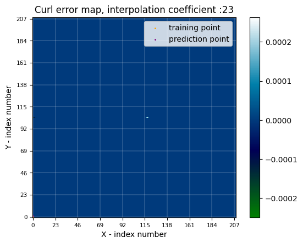 Curl error map, interpolation coefficient :23
training point
prediction point
207
184
161
138
115
92
69
46
23
0
Y - index number
0 23 46 69 92 115 138 161 184 207
X - index number
0.0002
0.0001
0.0000
−0.0001
−0.0002